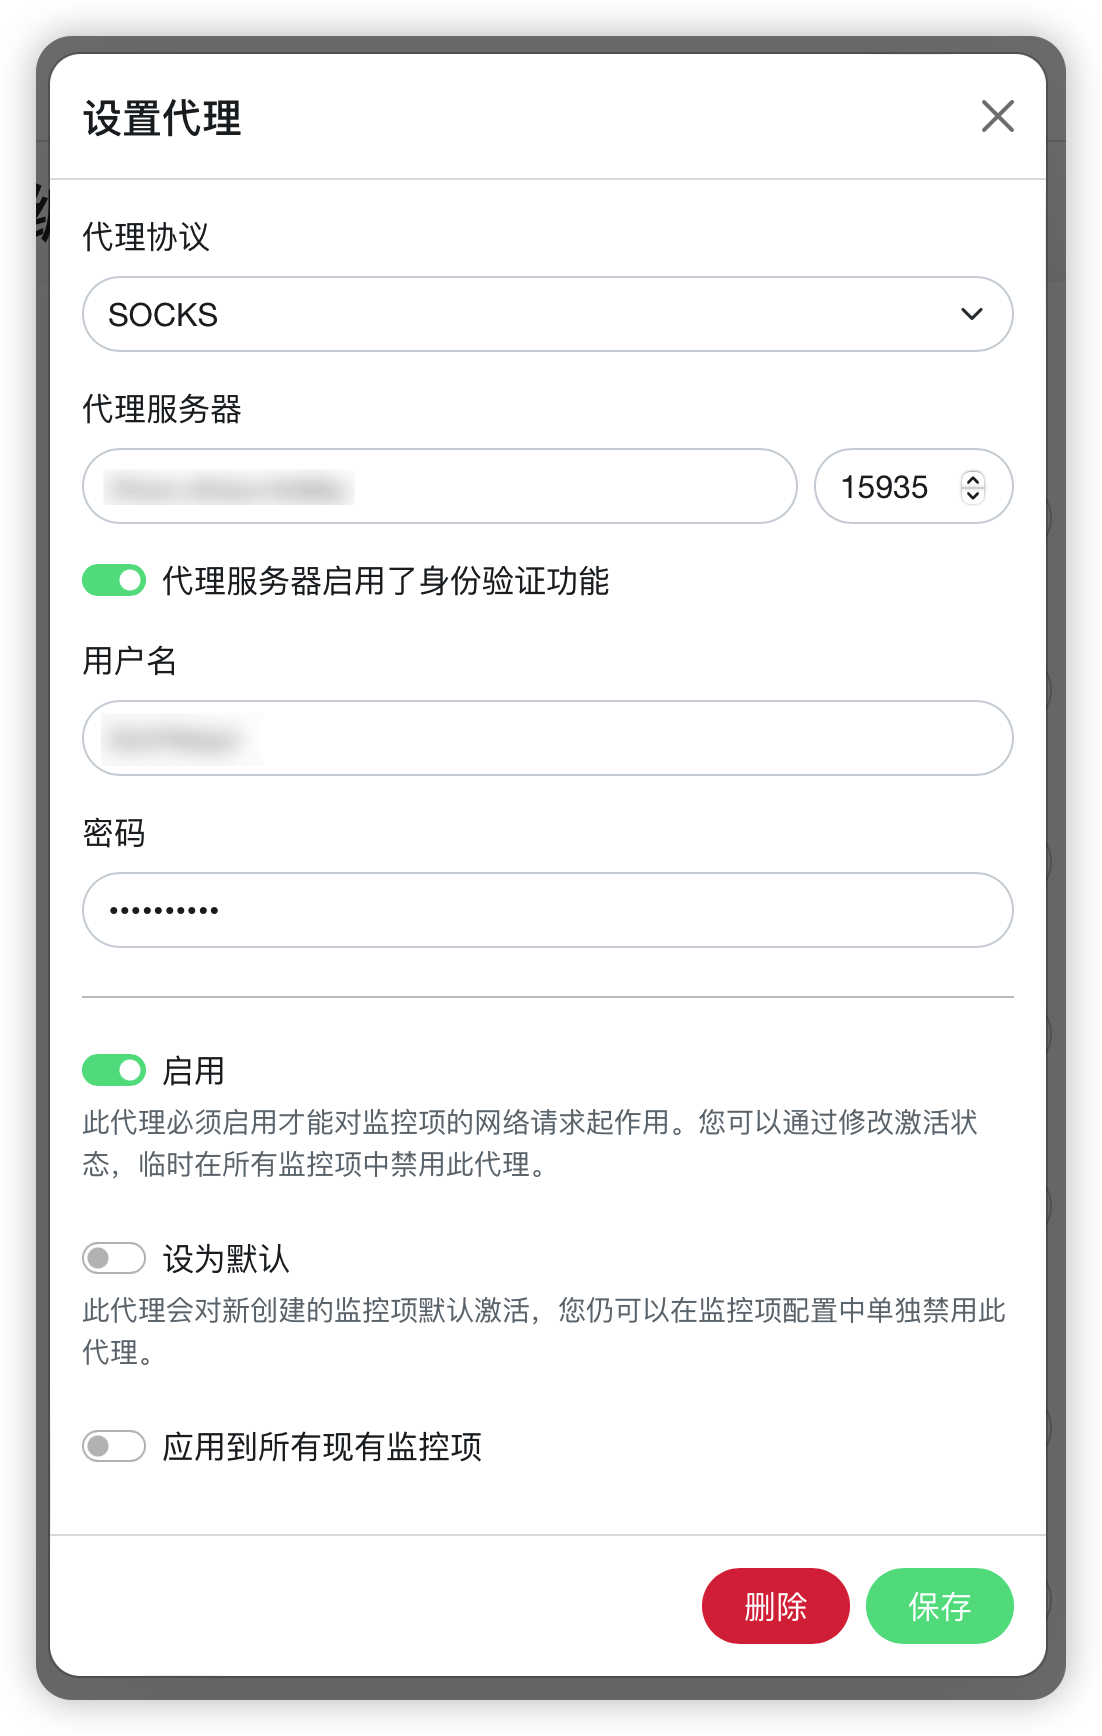 设置代理
代理协议
SOCKS
代理服务器
15935
代理服务器启用了身份验证功能
用户名
密码
••••••••••
启用
此代理必须启用才能对监控项的网络请求起作用。您可以通过修改激活状
态，临时在所有监控项中禁用此代理。
设为默认
此代理会对新创建的监控项默认激活，您仍可以在监控项配置中单独禁用此
代理。
应用到所有现有监控项
删除
保存